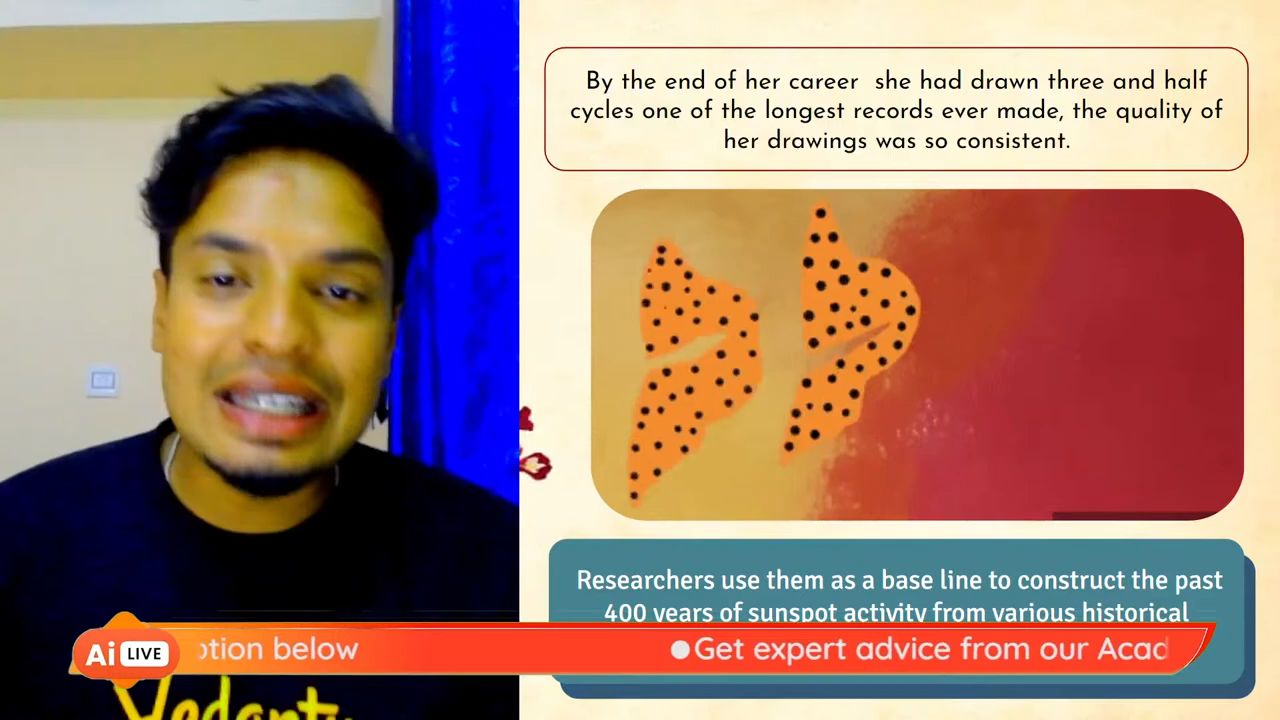 By the end of her career she had drawn three and half
cycles one of the longest records ever made, the quality of
her drawings was so consistent.
Researchers use them as a base line to construct the past
400 years of sunspot activity from various historical
Ai LIVE
ption below
●Get expert advice from our Acad
Vedantu